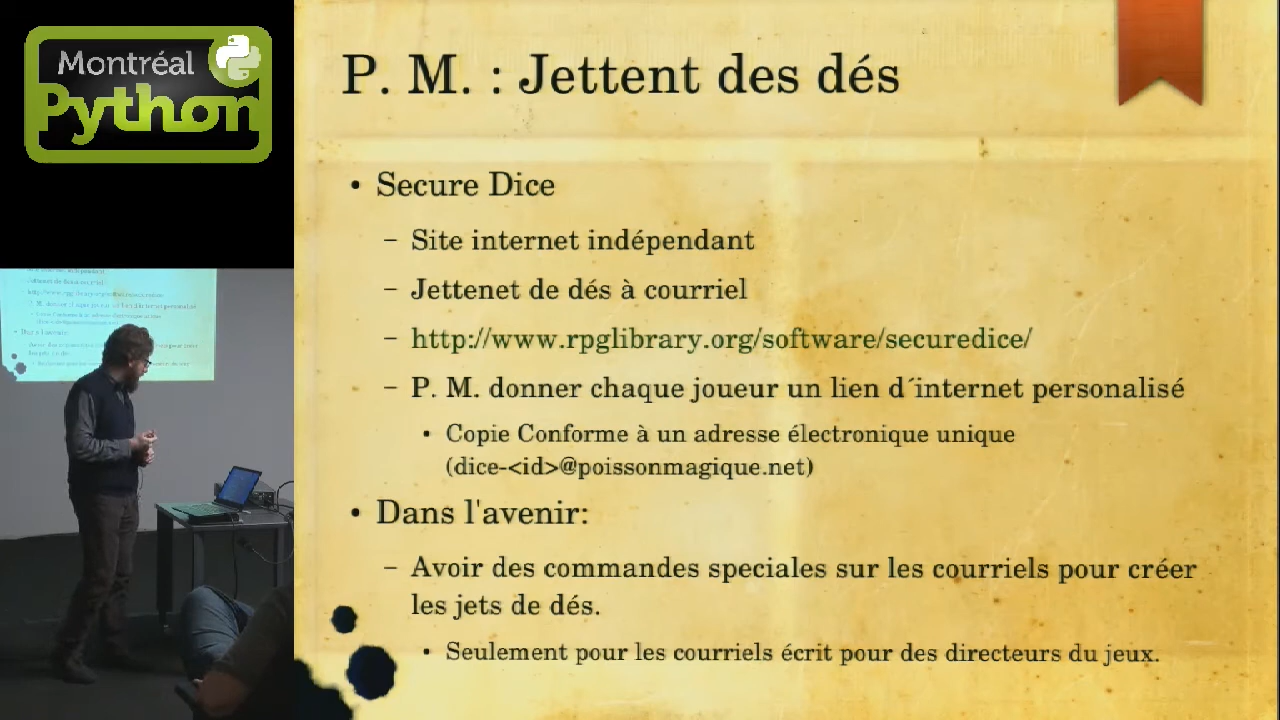 Montréal
Python
P. M. : Jettent des dés
• Secure Dice
– Site internet indépendant
– Jettenet de dés à courriel
– http://www.rpglibrary.org/software/securedice/
– P. M. donner chaque joueur un lien d´internet personalisé
• Copie Conforme à un adresse électronique unique
(dice-<id>@poissonmagique.net)
• Dans l'avenir:
– Avoir des commandes speciales sur les courriels pour créer
les jets de dés.
• Seulement pour les courriels écrit pour des directeurs du jeux.